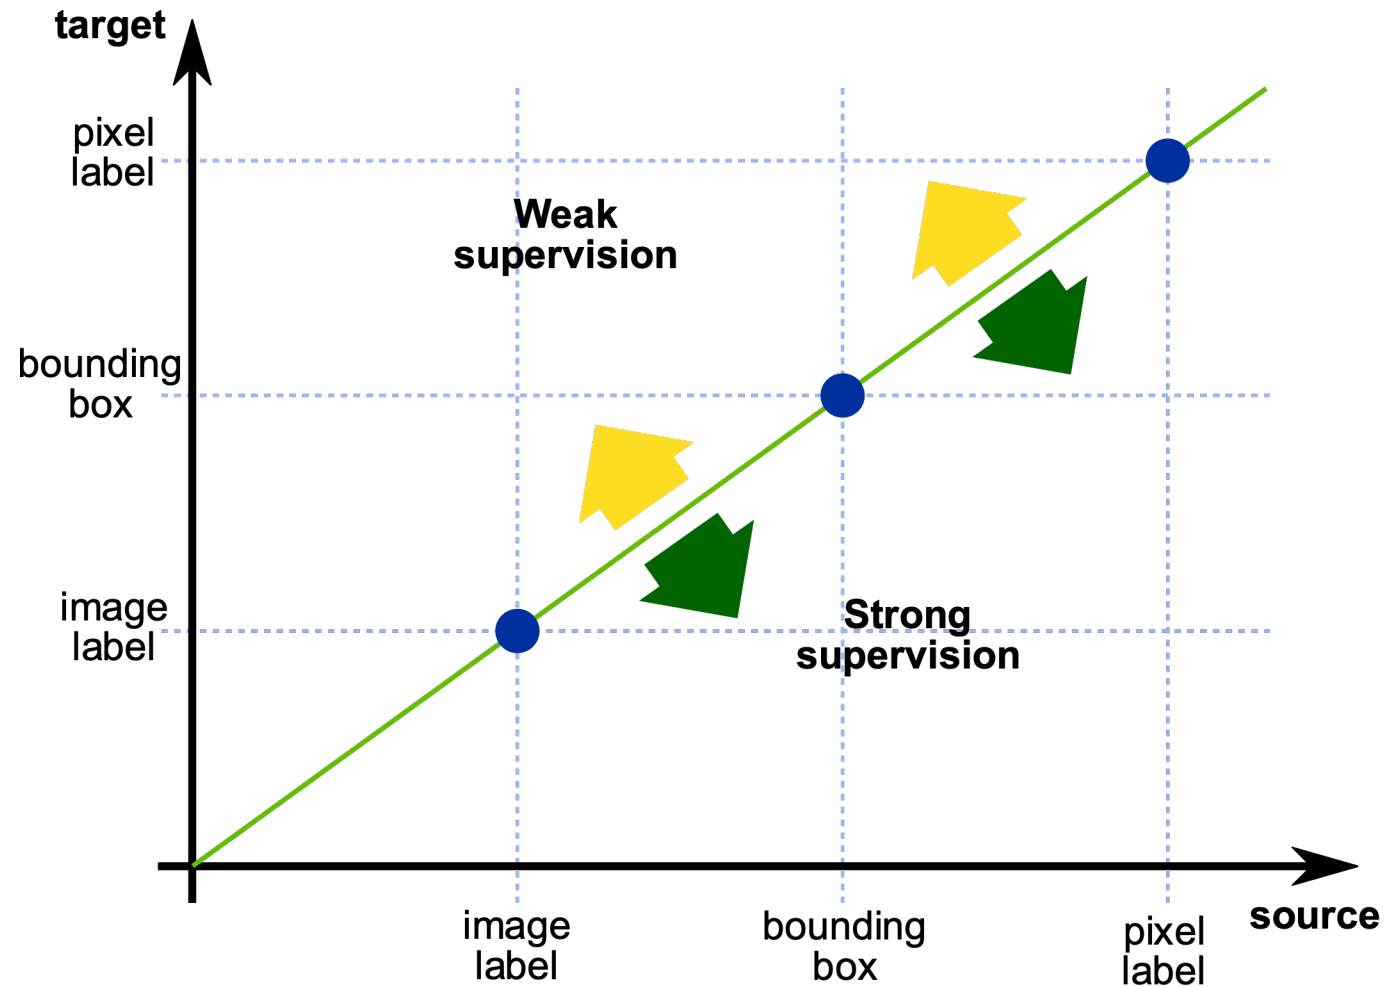 target
pixel
label
Weak
supervision
bounding
box
image
label
Strong
supervision
image
label
bounding
box
pixel
label
source